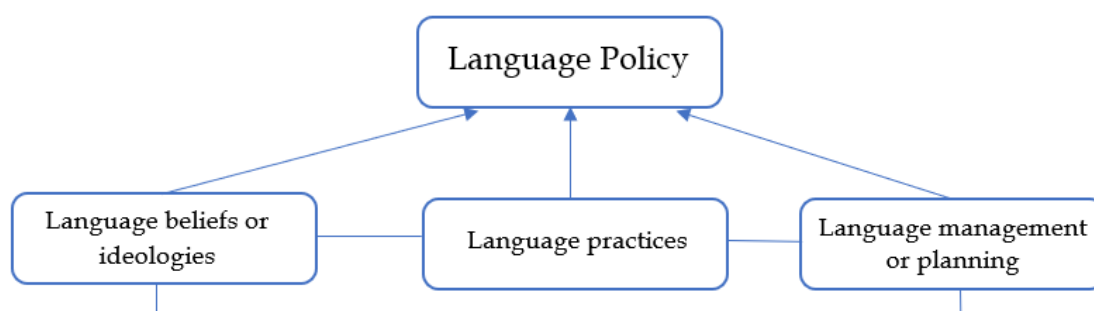 Language Policy
Language beliefs or
ideologies
Language practices
Language management
or planning